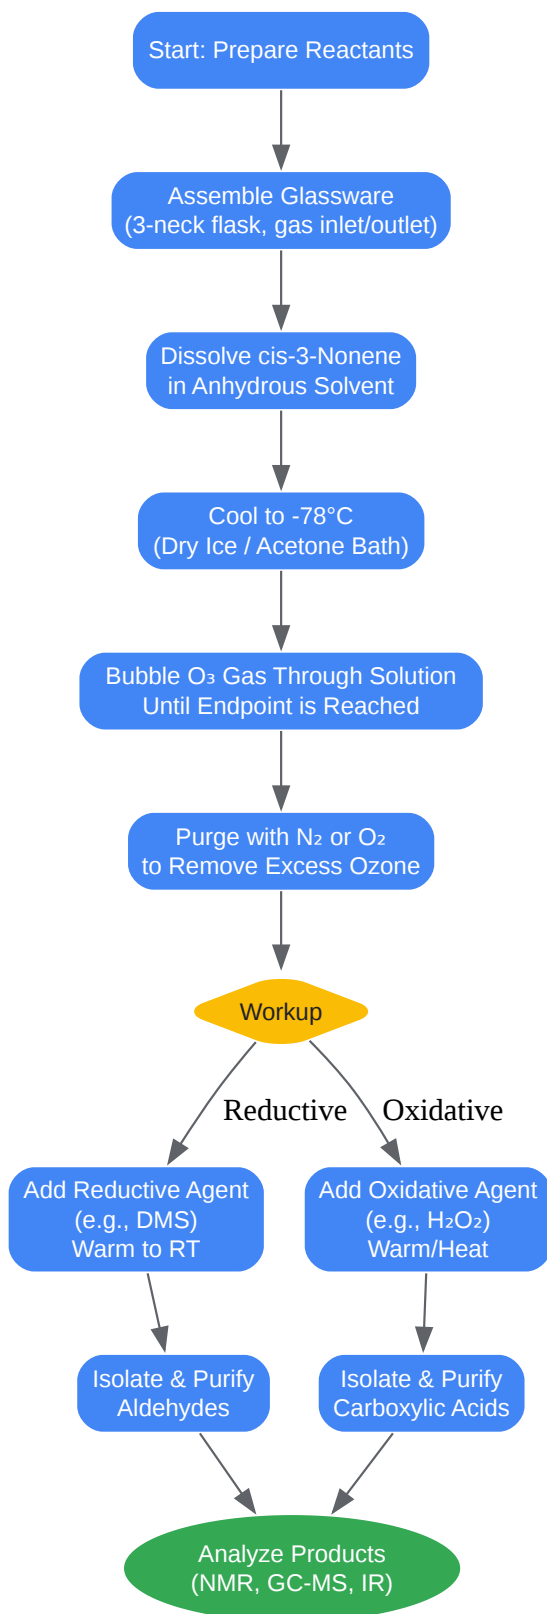 Start: Prepare Reactants
Assemble Glassware
(3-neck flask, gas inlet/outlet)
Dissolve cis-3-Nonene
in Anhydrous Solvent
Cool to -78°C
(Dry Ice / Acetone Bath)
Bubble O₃ Gas Through Solution
Until Endpoint is Reached
Purge with N₂ or O₂
to Remove Excess Ozone
Workup
Reductive
Oxidative
Add Reductive Agent
(e.g., DMS)
Warm to RT
Add Oxidative Agent
(e.g., H₂O₂)
Warm/Heat
Isolate & Purify
Aldehydes
Isolate & Purify
Carboxylic Acids
Analyze Products
(NMR, GC-MS, IR)